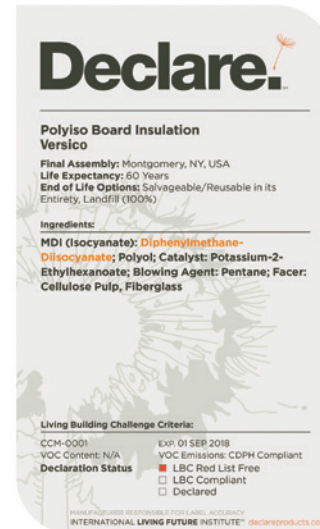 Declare.
Polyiso Board Insulation
Versico
Final Assembly: Montgomery, NY, USA
Life Expectancy: 60 Years
End of Life Options: Salvageable/Reusable in its
Entirety, Landfill (100%)
Ingredients:
MDI (Isocyanate): Diphenylmethane-
Diisocyanate; Polyol; Catalyst: Potassium-2-
Ethylhexanoate; Blowing Agent: Pentane; Facer:
Cellulose Pulp, Fiberglass
Living Building Challenge Criteria:
CCM-0001 EXP. 01 SEP 2018
VOC Content: N/A VOC Emissions: CDPH Compliant
Declaration Status LBC Red List Free
LBC Compliant
Declared
MANUFACTURER RESPONSIBLE FOR LABEL ACCURACY
INTERNATIONAL LIVING FUTURE INSTITUTE™ declareproducts.co